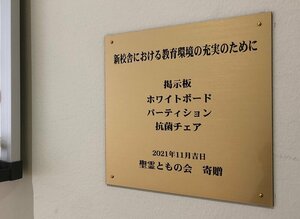 新校舎における教育環境の充実のために
掲示板
ホワイトボード
パーティション
抗菌チェア
2021年11月吉日
聖霊ともの会 寄贈